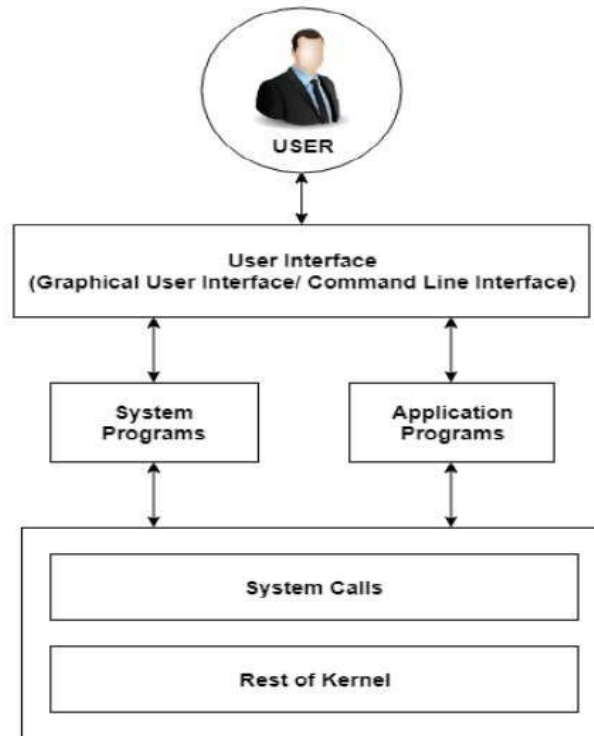 USER
User Interface
(Graphical User Interface/ Command Line Interface)
System
Programs
Application
Programs
System Calls
Rest of Kernel